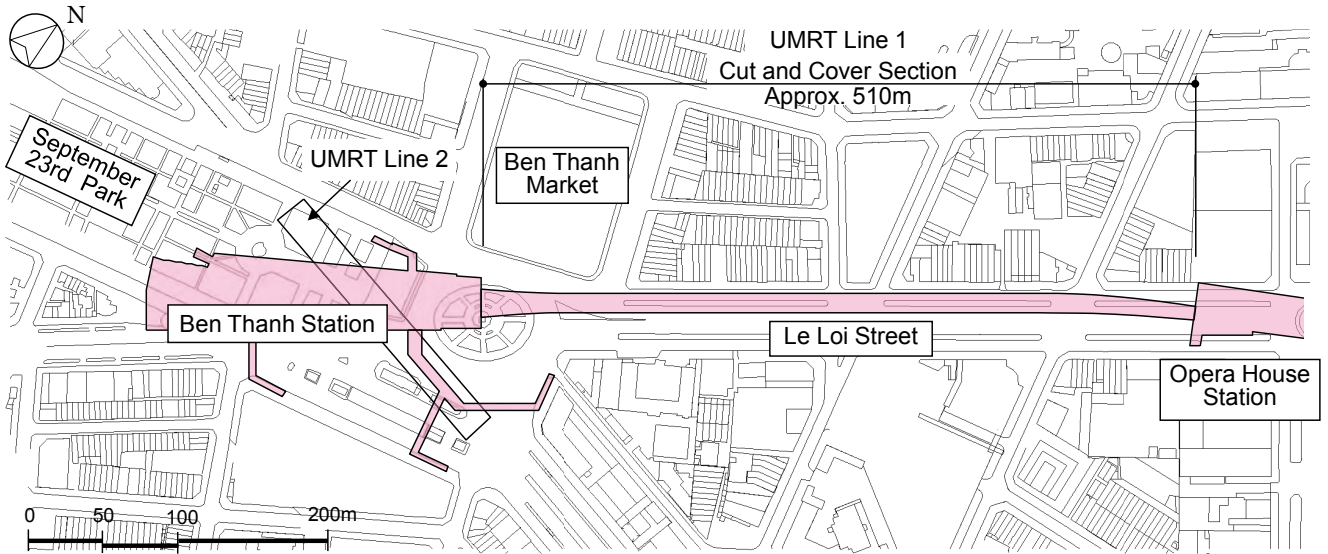 N
UMRT Line 1
Cut and Cover Section
Approx. 510m
September
23rd Park
UMRT Line 2
Ben Thanh
Market
Ben Thanh Station
Le Loi Street
Opera House
Station
0 50 100 200m